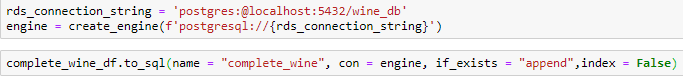 rds_connection_string = 'postgres:@localhost:5432/wine_db'
engine = create_engine(f'postgresql://{rds_connection_string}')
complete_wine_df.to_sql(name = "complete_wine", con = engine, if_exists = "append",index = False)